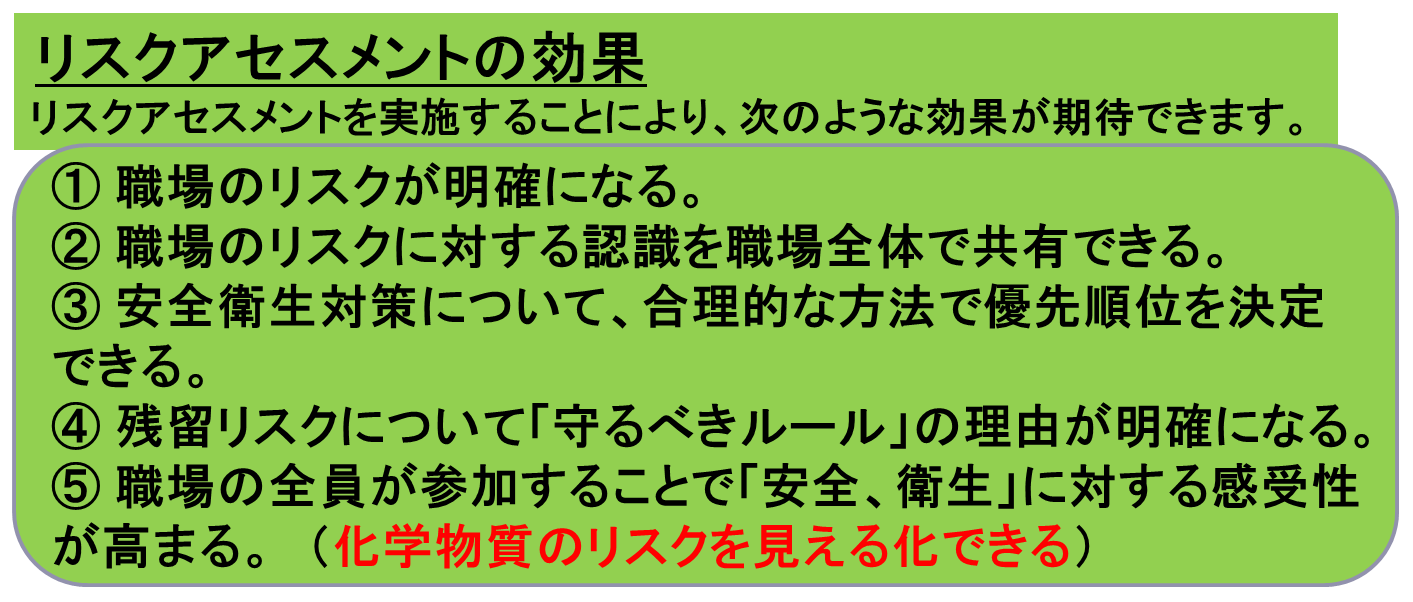 リスクアセスメントの効果
リスクアセスメントを実施することにより、次のような効果が期待できます。
① 職場のリスクが明確になる。
② 職場のリスクに対する認識を職場全体で共有できる。
③ 安全衛生対策について、合理的な方法で優先順位を決定
できる。
④ 残留リスクについて「守るべきルール」の理由が明確になる。
⑤ 職場の全員が参加することで「安全、衛生」に対する感受性
が高まる。（化学物質のリスクを見える化できる）